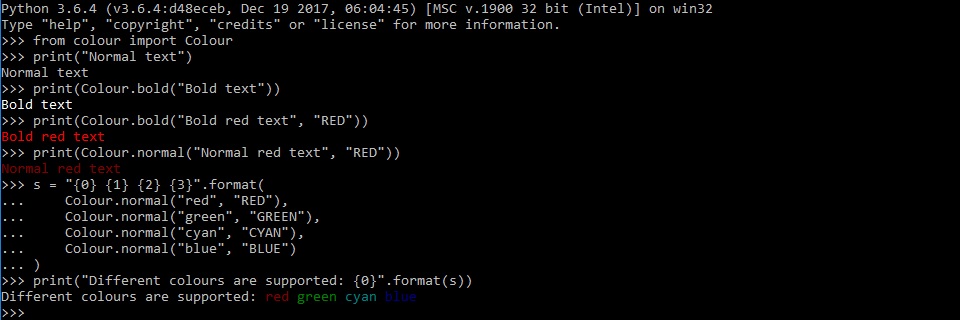 Python 3.6.4 (v3.6.4:d48eceb, Dec 19 2017, 06:04:45) [MSC v.1900 32 bit (Intel)] on win32
Type "help", "copyright", "credits" or "license" for more information.
>>> from colour import Colour
>>> print("Normal text")
Normal text
>>> print(Colour.bold("Bold text"))
Bold text
>>> print(Colour.bold("Bold red text", "RED"))
Bold red text
>>> print(Colour.normal("Normal red text", "RED"))
Normal red text
>>> s = "{0} {1} {2} {3}".format(
...     Colour.normal("red", "RED"),
...     Colour.normal("green", "GREEN"),
...     Colour.normal("cyan", "CYAN"),
...     Colour.normal("blue", "BLUE")
... )
>>> print("Different colours are supported: {0}".format(s))
Different colours are supported: red green cyan blue
>>>